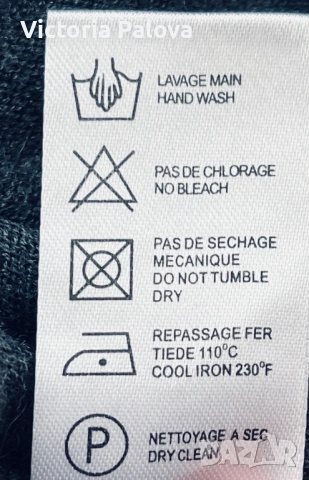 Victoria Palova
LAVAGE MAIN
HAND WASH
PAS DE CHLORAGE
NO BLEACH
PAS DE SECHAGE
MECANIQUE
DO NOT TUMBLE
DRY
REPASSAGE FER
TIEDE 110°C
COOL IRON 230°F
P
NETTOYAGE A SEC
DRY CLEAN